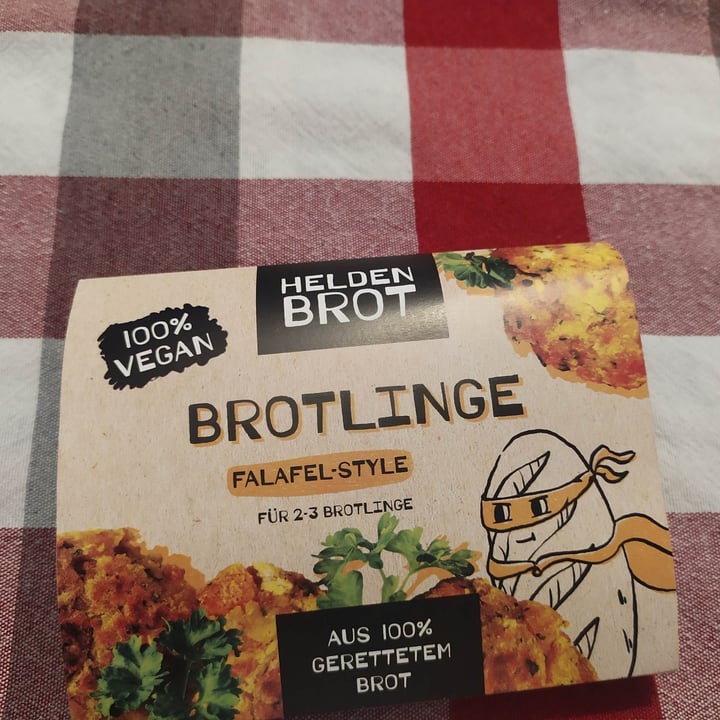 HELDEN
BROT
100%
VEGAN
BROTLINGE
FALAFEL-STYLE
FÜR 2-3 BROTLINGE
AUS 100%
GERETTETEM
BROT